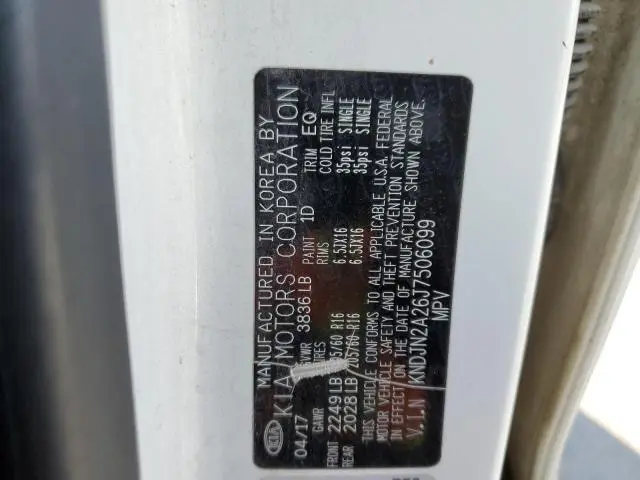 MANUFACTURED IN KOREA BY
KIA KIA MOTORS CORPORATION
04/17 GVWR 3836 LB PAINT 1D TRIM EQ
GAWR TIRES RIMS COLD TIRE INFL
FRONT 2249 LB 205/60 R16 6.5JX16 35psi SINGLE
REAR 2028 LB 205/60 R16 6.5JX16 35psi SINGLE
THIS VEHICLE CONFORMS TO ALL APPLICABLE U.S.A. FEDERAL
MOTOR VEHICLE SAFETY AND THEFT PREVENTION STANDARDS
IN EFFECT ON THE DATE OF MANUFACTURE SHOWN ABOVE.
V.I.N KNDJN2A26J7506099
MPV